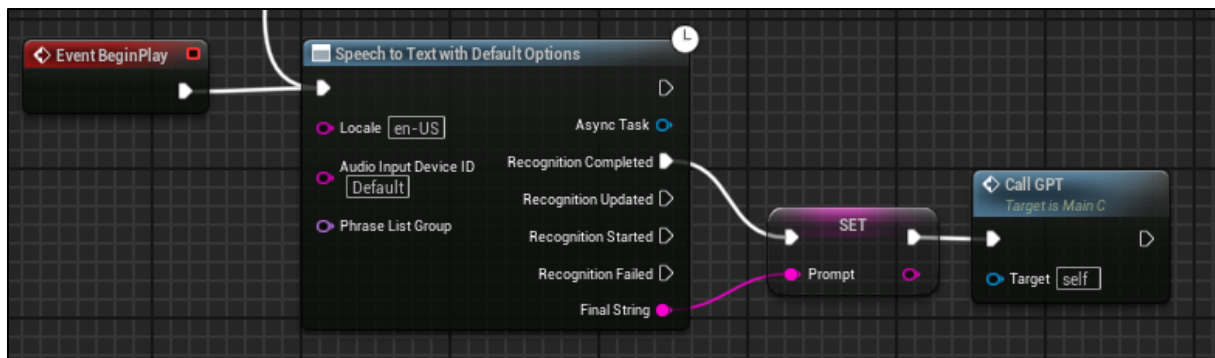 Event BeginPlay
Speech to Text with Default Options
Locale en-US
Async Task
Audio Input Device ID
Default
Recognition Completed
Recognition Updated
Phrase List Group
Recognition Started
Recognition Failed
Final String
SET
Prompt
Call GPT
Target is Main C
Target self